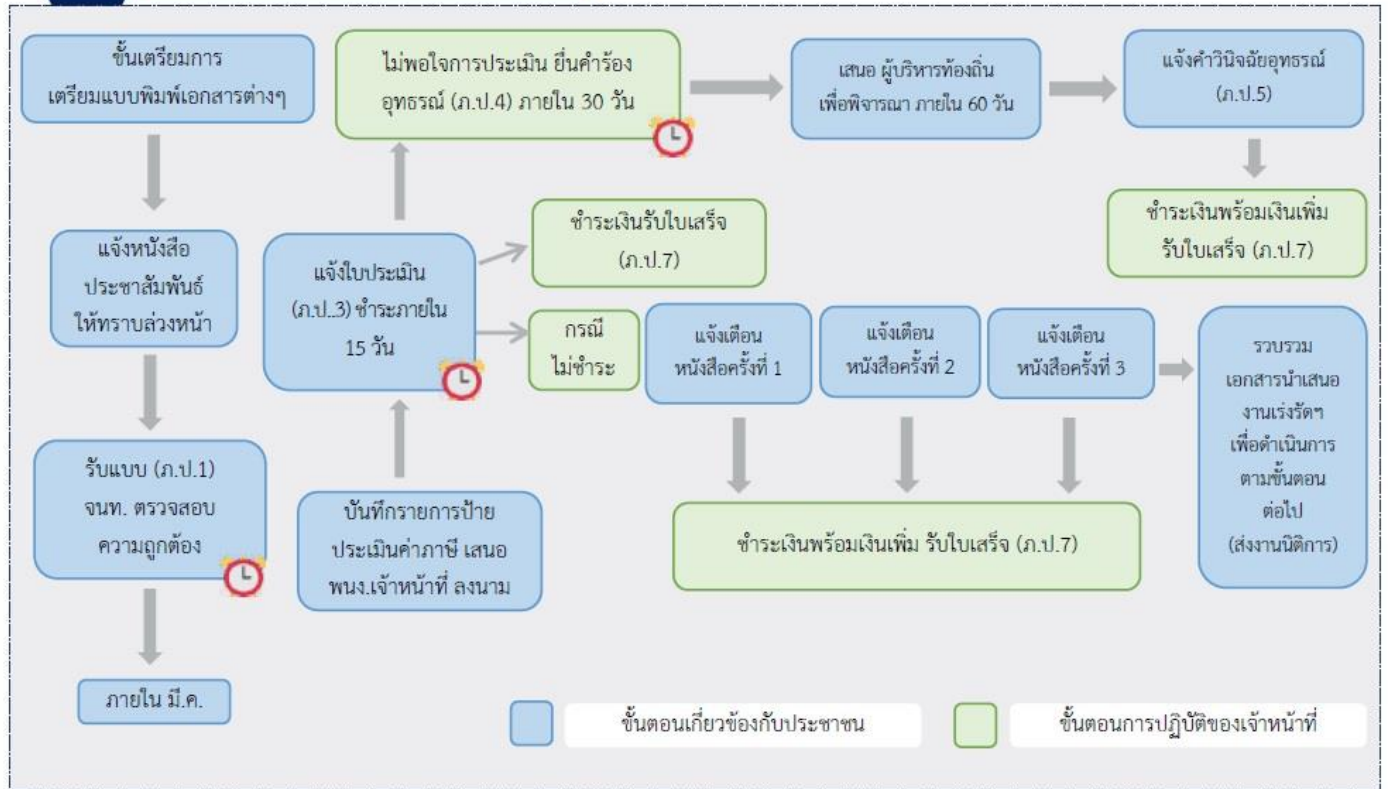 ขั้นเตรียมการ
เตรียมแบบพิมพ์เอกสารต่างๆ
แจ้งหนังสือ
ประชาสัมพันธ์
ให้ทราบล่วงหน้า
รับแบบ (ภ.ป.1)
จนท. ตรวจสอบ
ความถูกต้อง
ภายใน มี.ค.
บันทึกรายการป้าย
ประเมินค่าภาษี เสนอ
พนง.เจ้าหน้าที่ ลงนาม
แจ้งใบประเมิน
(ภ.ป..3) ชำระภายใน
15 วัน
ไม่พอใจการประเมิน ยื่นคำร้อง
อุทธรณ์ (ภ.ป.4) ภายใน 30 วัน
เสนอ ผู้บริหารท้องถิ่น
เพื่อพิจารณา ภายใน 60 วัน
แจ้งคำวินิจฉัยอุทธรณ์
(ภ.ป.5)
ชำระเงินพร้อมเงินเพิ่ม
รับใบเสร็จ (ภ.ป.7)
ชำระเงินรับใบเสร็จ
(ภ.ป.7)
กรณี
ไม่ชำระ
แจ้งเตือน
หนังสือครั้งที่ 1
แจ้งเตือน
หนังสือครั้งที่ 2
แจ้งเตือน
หนังสือครั้งที่ 3
รวบรวม
เอกสารนำเสนอ
งานเร่งรัดฯ
เพื่อดำเนินการ
ตามขั้นตอน
ต่อไป
(ส่งงานนิติการ)
ชำระเงินพร้อมเงินเพิ่ม รับใบเสร็จ (ภ.ป.7)
ขั้นตอนเกี่ยวข้องกับประชาชน
ขั้นตอนการปฏิบัติของเจ้าหน้าที่